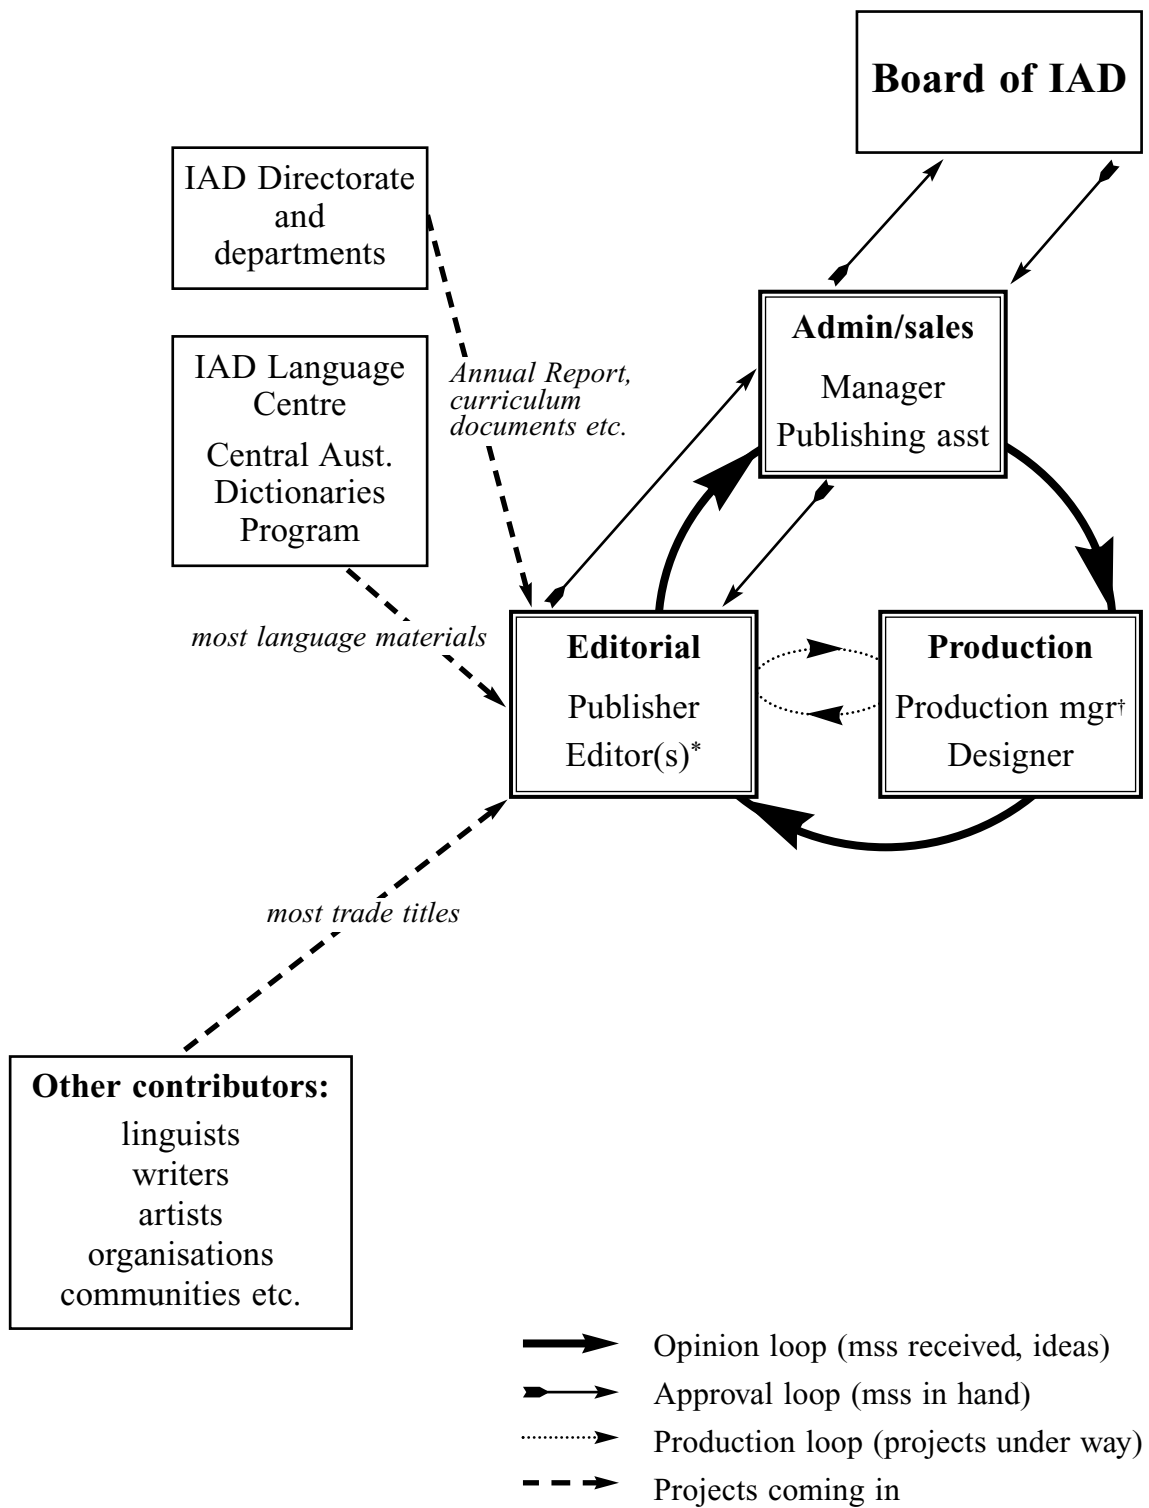 Board of IAD
IAD Directorate
and
departments
IAD Language
Centre
Central Aust.
Dictionaries
Program
Annual Report,
curriculum
documents etc.
Admin/sales
Manager
Publishing asst
most language materials
Editorial
Publisher
Editor(s)*
Production
Production mgr†
Designer
most trade titles
Other contributors:
linguists
writers
artists
organisations
communities etc.
Opinion loop (mss received, ideas)
Approval loop (mss in hand)
Production loop (projects under way)
Projects coming in